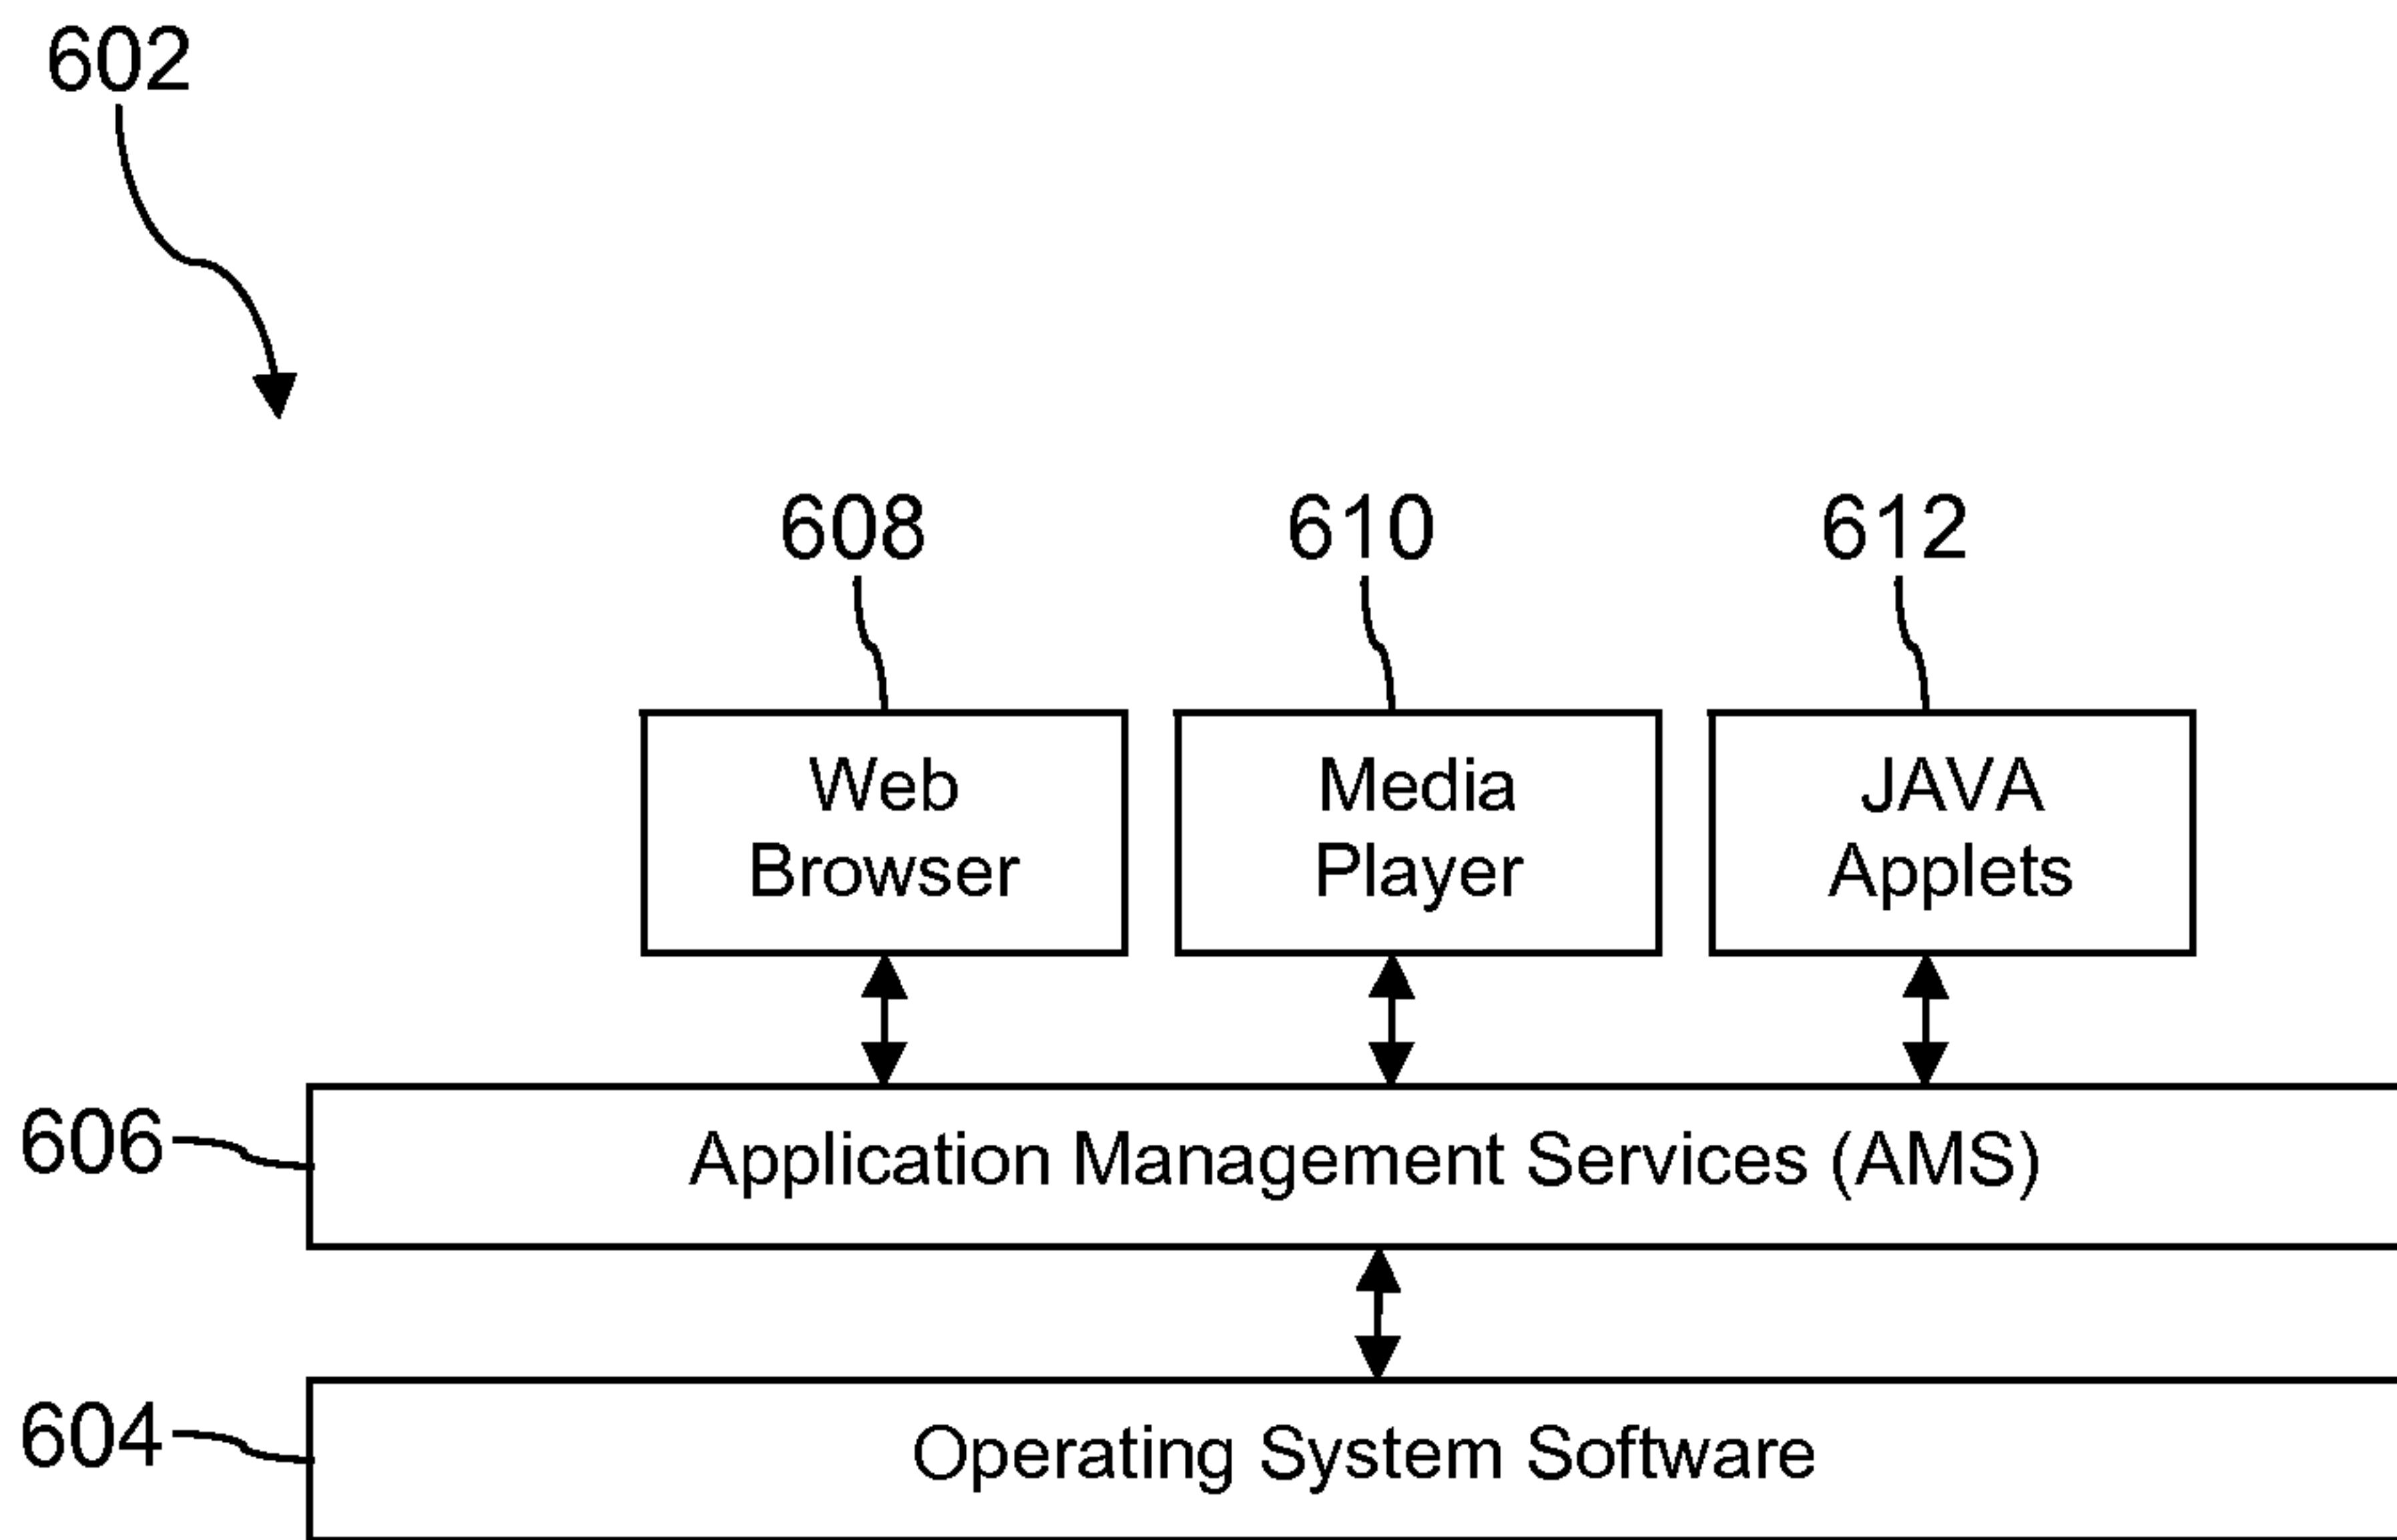 602
608
610
612
Web
Browser
Media
Player
JAVA
Applets
606
Application Management Services (AMS)
604
Operating System Software